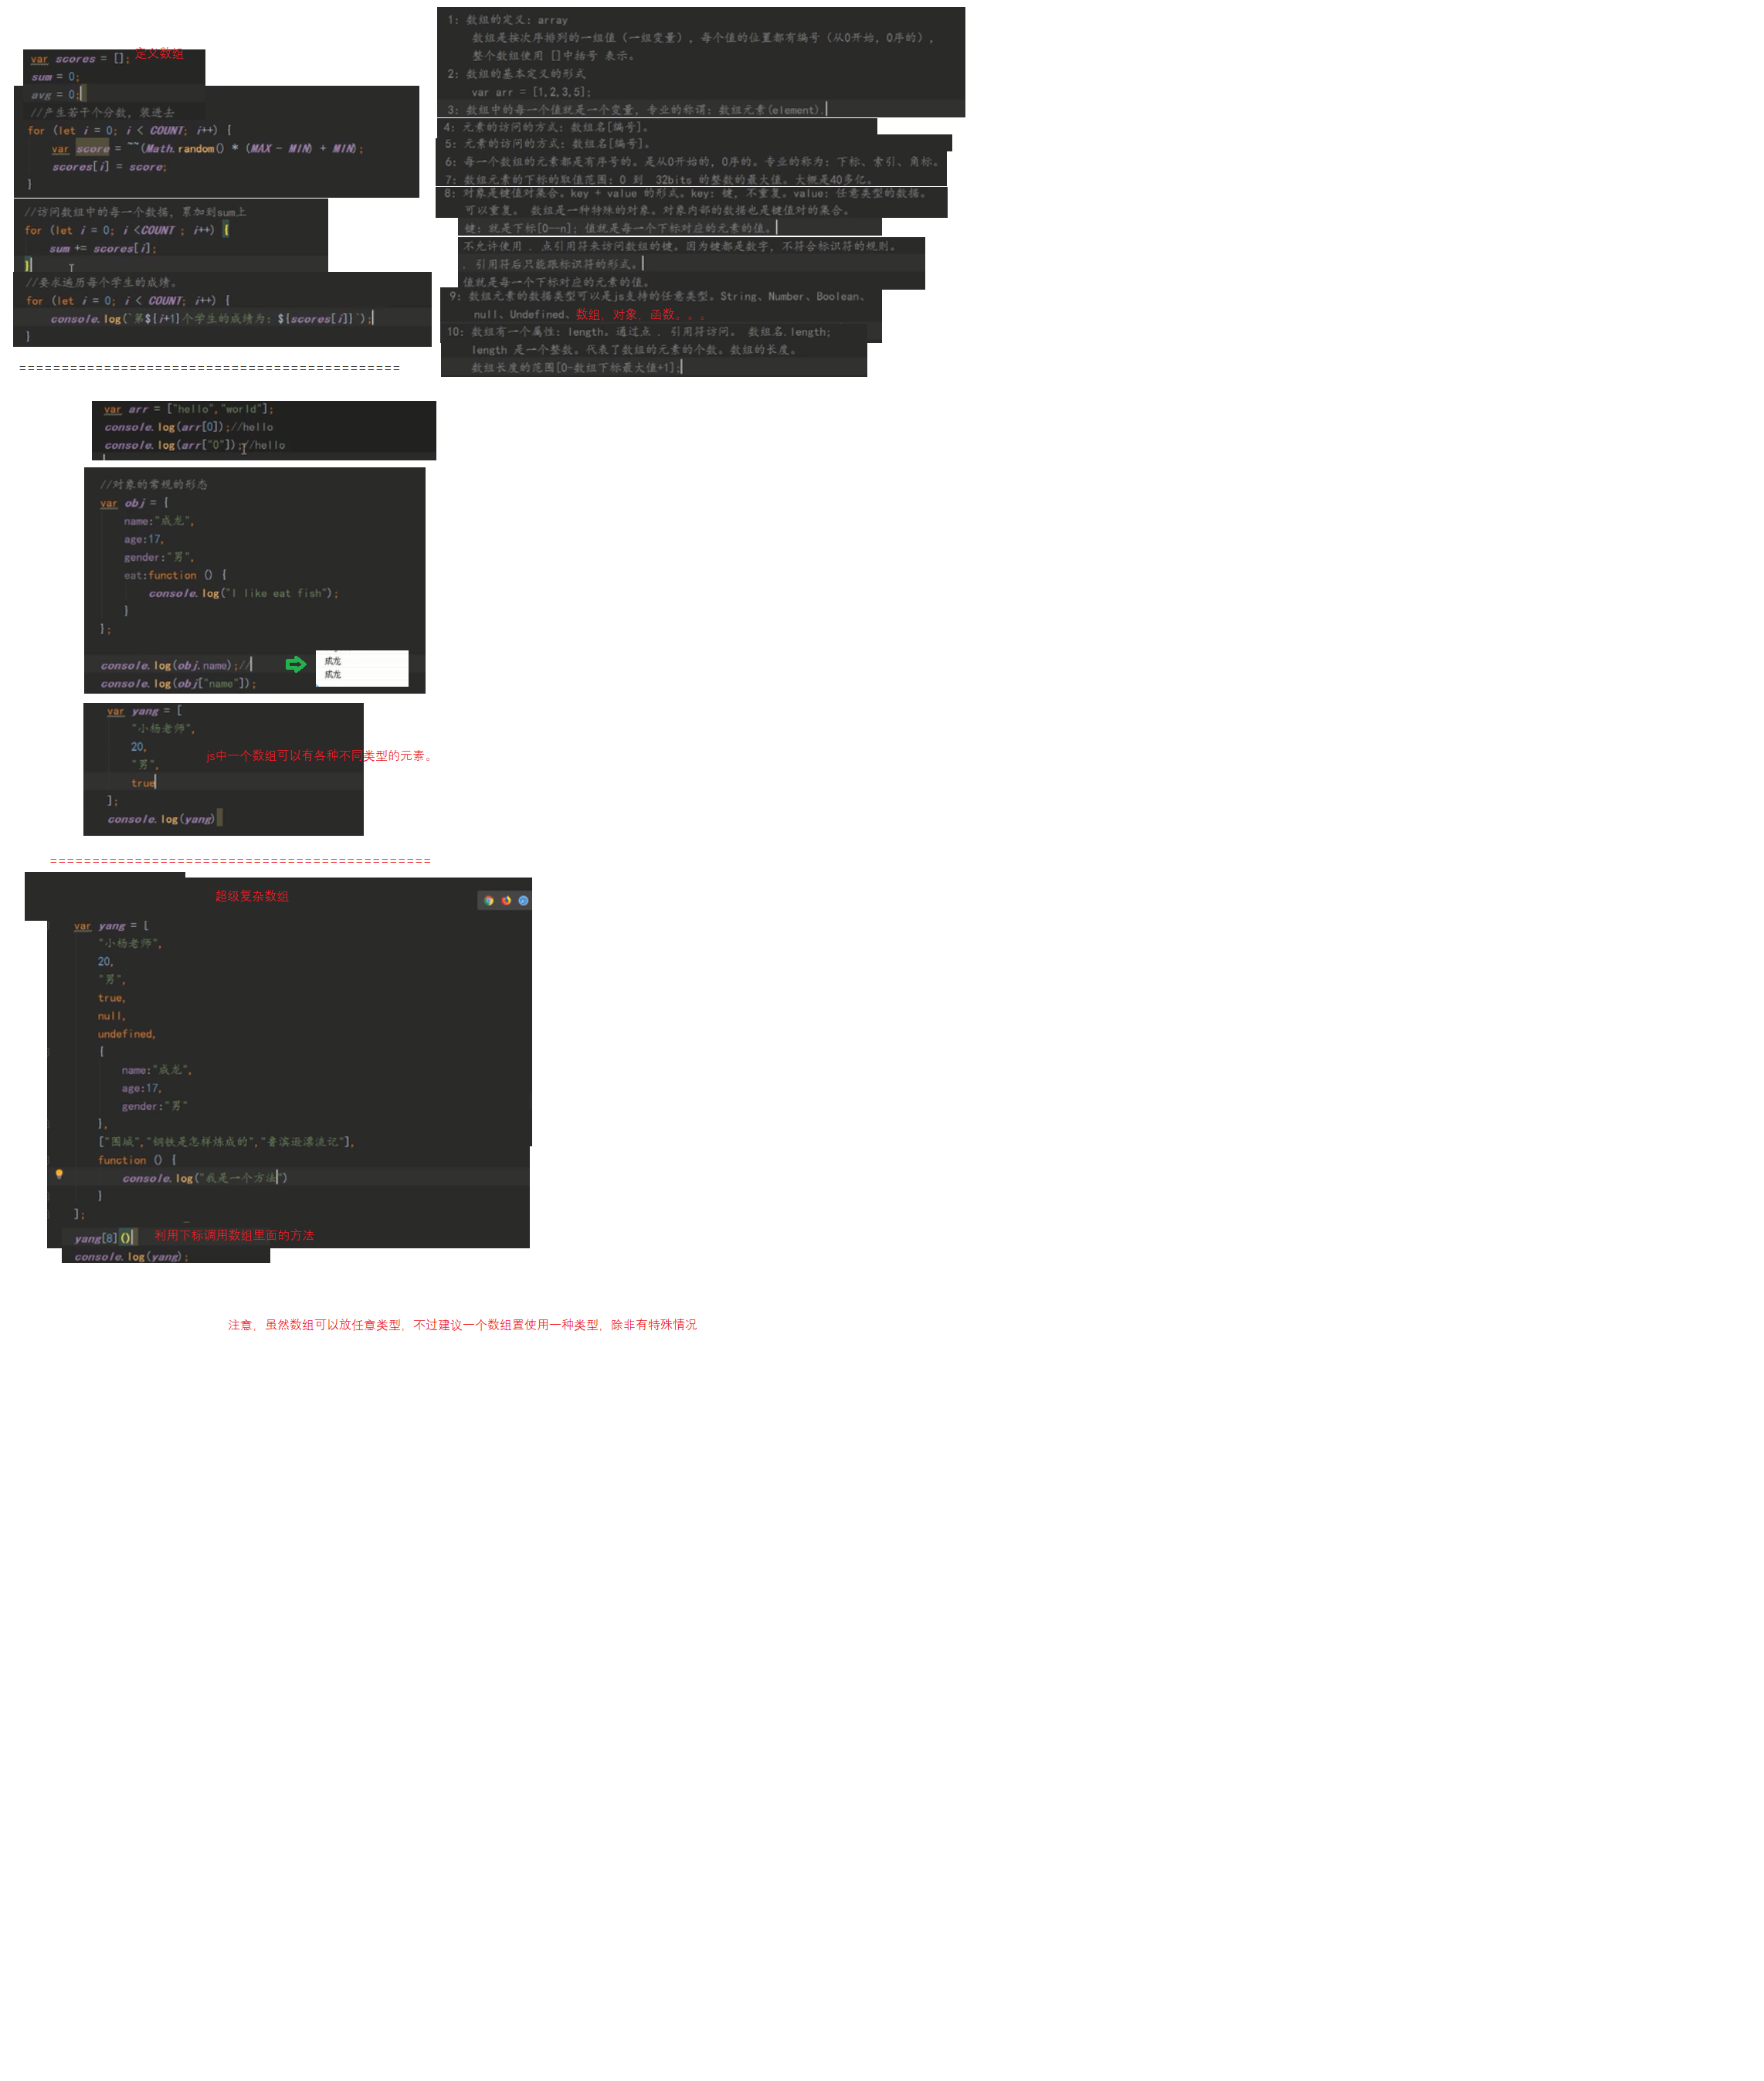 var scores = []; 定义数组
sum = 0;
avg = 0;
//产生若干个分数，装进去
for (let i = 0; i < COUNT; i++) {
var score = ~~(Math.random() * (MAX - MIN) + MIN);
scores[i] = score;
}
//访问数组中的每一个数据，累加到sum上
for (let i = 0; i <COUNT ; i++) {
sum += scores[i];
}
//要求遍历每个学生的成绩。
for (let i = 0; i < COUNT; i++) {
console.log(`第${i+1}个学生的成绩为：${scores[i]}`);
}
============================================
1：数组的定义：array
数组是按次序排列的一组值（一组变量），每个值的位置都有编号（从0开始，0序的），
整个数组使用 []中括号 表示。
2：数组的基本定义的形式
var arr = [1,2,3,5];
3：数组中的每一个值就是一个变量，专业的称谓：数组元素(element).
4：元素的访问的方式：数组名[编号]。
5：元素的访问的方式：数组名[编号]。
6：每一个数组的元素都是有序号的。是从0开始的，0序的。专业的称为：下标、索引、角标。
7：数组元素的下标的取值范围：0 到 32bits 的整数的最大值。大概是40多亿。
8：对象是键值对集合。key + value 的形式。key：键，不重复。value：任意类型的数据。
可以重复。 数组是一种特殊的对象。对象内部的数据也是键值对的集合。
键：就是下标[0--n]；值就是每一个下标对应的元素的值。
不允许使用 . 点引用符来访问数组的键。因为键都是数字，不符合标识符的规则。
. 引用符后只能跟标识符的形式。
值就是每一个下标对应的元素的值。
9：数组元素的数据类型可以是js支持的任意类型。String、Number、Boolean、
null、Undefined、数组，对象，函数。。。
10：数组有一个属性：length。通过点 . 引用符访问。 数组名.length;
length 是一个整数。代表了数组的元素的个数。数组的长度。
数组长度的范围[0-数组下标最大值+1];
var arr = ["hello","world"];
console.log(arr[0]);//hello
console.log(arr["0"]);//hello
//对象的常规的形态
var obj = {
name:"成龙",
age:17,
gender:"男",
eat:function () {
console.log("I like eat fish");
}
};
console.log(obj.name);// 成龙
console.log(obj["name"]); 成龙
var yang = [
"小杨老师",
20,
"男",
true
];
console.log(yang)
js中一个数组可以有各种不同类型的元素。
============================================
超级复杂数组
var yang = [
"小杨老师",
20,
"男",
true,
null,
undefined,
{
name:"成龙",
age:17,
gender:"男"
},
["围城","钢铁是怎样炼成的","鲁滨逊漂流记"],
function () {
console.log("我是一个方法")
}
];
yang[8]() 利用下标调用数组里面的方法
console.log(yang);
注意，虽然数组可以放任意类型，不过建议一个数组置使用一种类型，除非有特殊情况